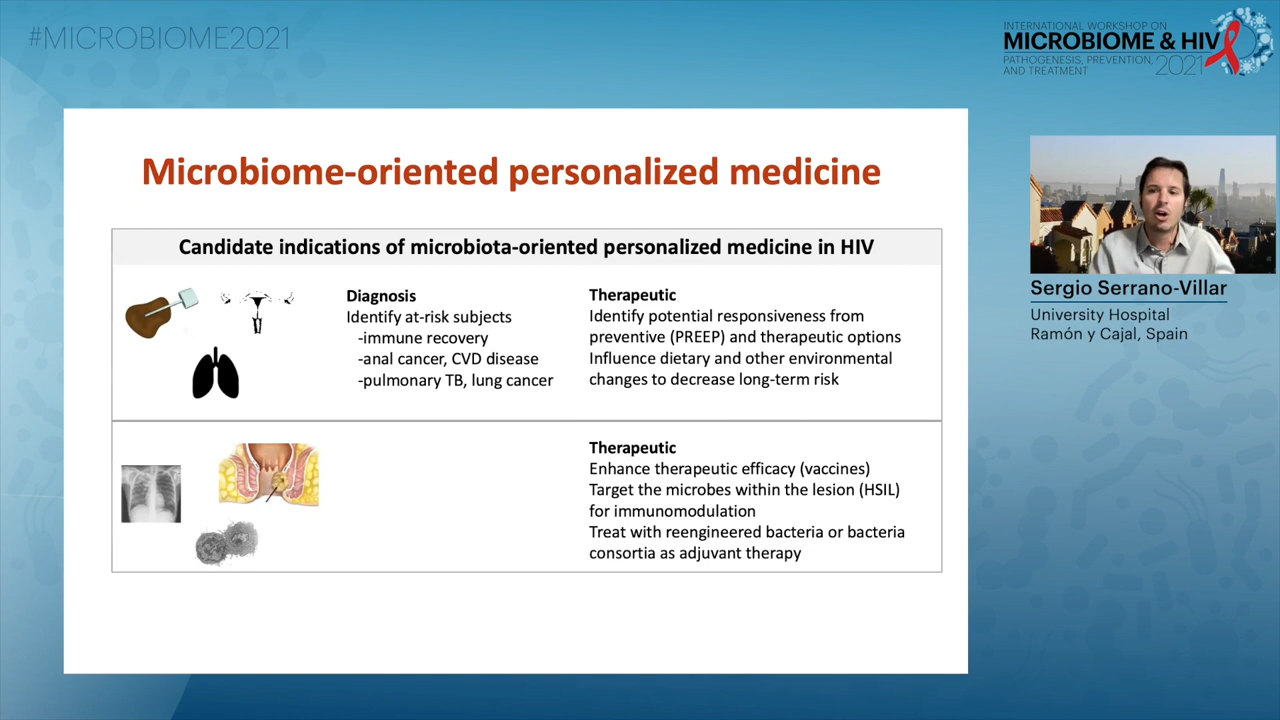 #MICROBIOME2021
INTERNATIONAL WORKSHOP ON
MICROBIOME & HIV
PATHOGENESIS, PREVENTION,
AND TREATMENT
2021
Microbiome-oriented personalized medicine
Candidate indications of microbiota-oriented personalized medicine in HIV
Diagnosis
Identify at-risk subjects
-immune recovery
-anal cancer, CVD disease
-pulmonary TB, lung cancer
Therapeutic
Identify potential responsiveness from
preventive (PREEP) and therapeutic options
Influence dietary and other environmental
changes to decrease long-term risk
Therapeutic
Enhance therapeutic efficacy (vaccines)
Target the microbes within the lesion (HSIL)
for immunomodulation
Treat with reengineered bacteria or bacteria
consortia as adjuvant therapy
Sergio Serrano-Villar
University Hospital
Ramón y Cajal, Spain